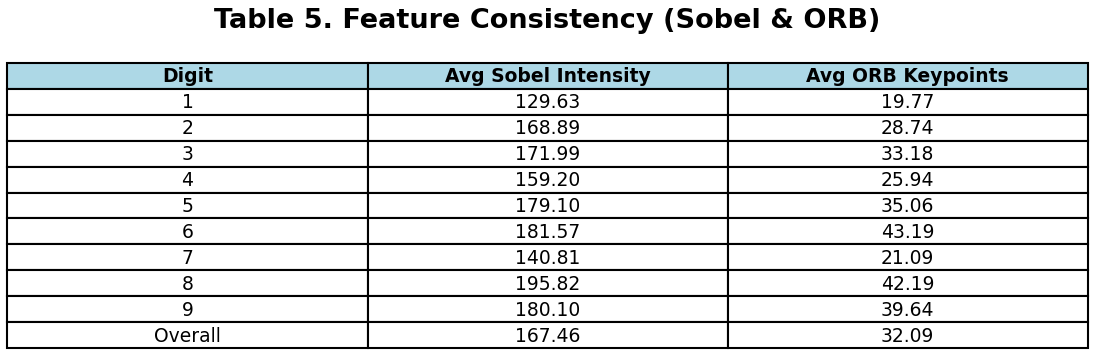 Table 5. Feature Consistency (Sobel & ORB)
Digit Avg Sobel Intensity Avg ORB Keypoints
1 129.63 19.77
2 168.89 28.74
3 171.99 33.18
4 159.20 25.94
5 179.10 35.06
6 181.57 43.19
7 140.81 21.09
8 195.82 42.19
9 180.10 39.64
Overall 167.46 32.09